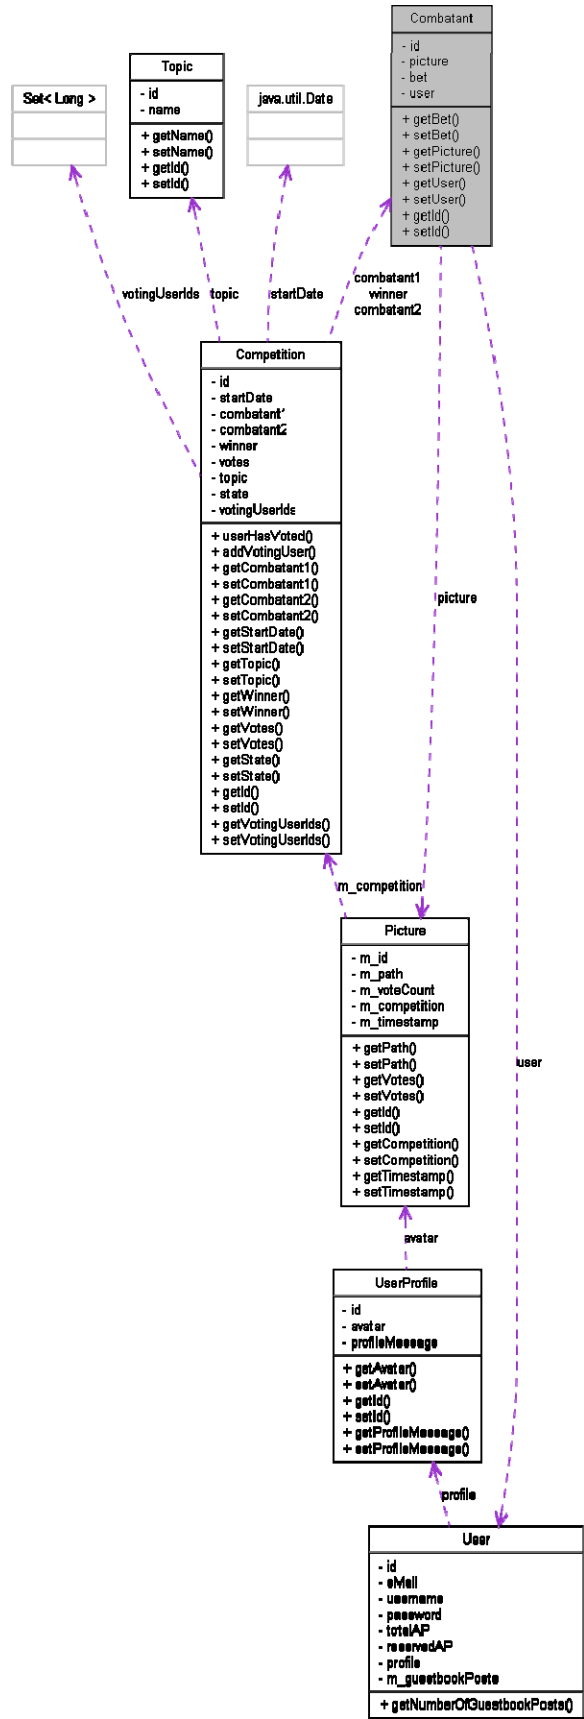 Combatant
- id
- picture
- bet
- user
+ getBet()
+ setBet()
+ getPicture()
+ setPicture()
+ getUser()
+ setUser()
+ getId()
+ setId()
Topic
- id
- name
+ getName()
+ setName()
+ getId()
+ setId()
Set< Long >
java.util.Date
votingUserIds
topic
startDate
combatant1
winner
combatant2
Competition
- id
- startDate
- combatant1
- combatant2
- winner
- votes
- topic
- state
- votingUserIds
+ userHasVoted()
+ addVotingUser()
+ getCombatant1()
+ setCombatant1()
+ getCombatant2()
+ setCombatant2()
+ getStartDate()
+ setStartDate()
+ getTopic()
+ setTopic()
+ getWinner()
+ setWinner()
+ getVotes()
+ setVotes()
+ getState()
+ setState()
+ getId()
+ setId()
+ getVotingUserIds()
+ setVotingUserIds()
picture
m_competition
Picture
- m_id
- m_path
- m_voteCount
- m_competition
- m_timestamp
+ getPath()
+ setPath()
+ getVotes()
+ setVotes()
+ getId()
+ setId()
+ getCompetition()
+ setCompetition()
+ getTimestamp()
+ setTimestamp()
user
avatar
UserProfile
- id
- avatar
- profileMessage
+ getAvatar()
+ setAvatar()
+ getId()
+ setId()
+ getProfileMessage()
+ setProfileMessage()
profile
User
- id
- eMail
- username
- password
- totalAP
- reservedAP
- profile
- m_guestbookPosts
+ getNumberOfGuestbookPosts()